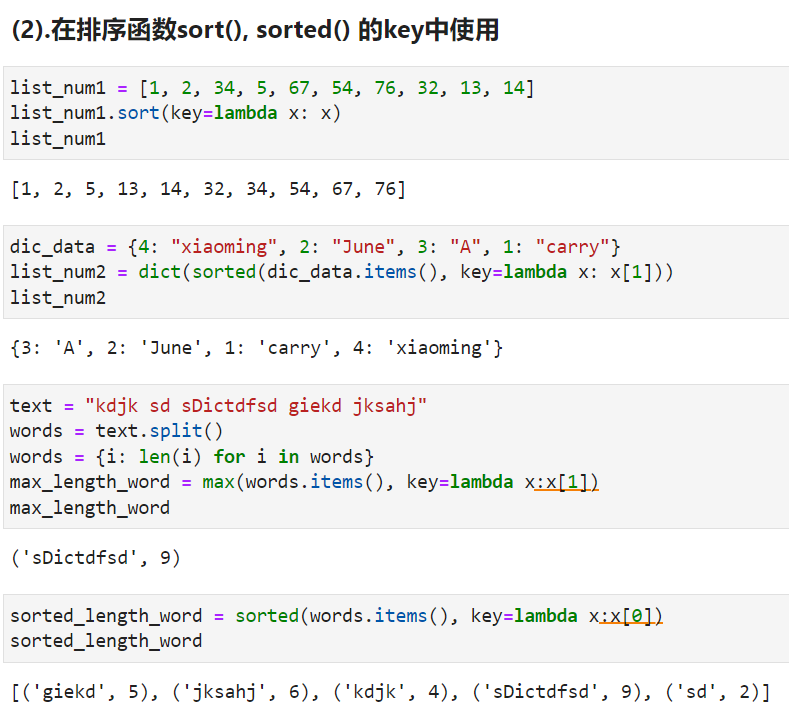 (2).在排序函数sort(), sorted() 的key中使用
list_num1 = [1, 2, 34, 5, 67, 54, 76, 32, 13, 14]
list_num1.sort(key=lambda x: x)
list_num1
[1, 2, 5, 13, 14, 32, 34, 54, 67, 76]
dic_data = {4: "xiaoming", 2: "June", 3: "A", 1: "carry"}
list_num2 = dict(sorted(dic_data.items(), key=lambda x: x[1]))
list_num2
{3: 'A', 2: 'June', 1: 'carry', 4: 'xiaoming'}
text = "kdjk sd sDictdfsd giekd jksahj"
words = text.split()
words = {i: len(i) for i in words}
max_length_word = max(words.items(), key=lambda x:x[1])
max_length_word
('sDictdfsd', 9)
sorted_length_word = sorted(words.items(), key=lambda x:x[0])
sorted_length_word
[('giekd', 5), ('jksahj', 6), ('kdjk', 4), ('sDictdfsd', 9), ('sd', 2)]